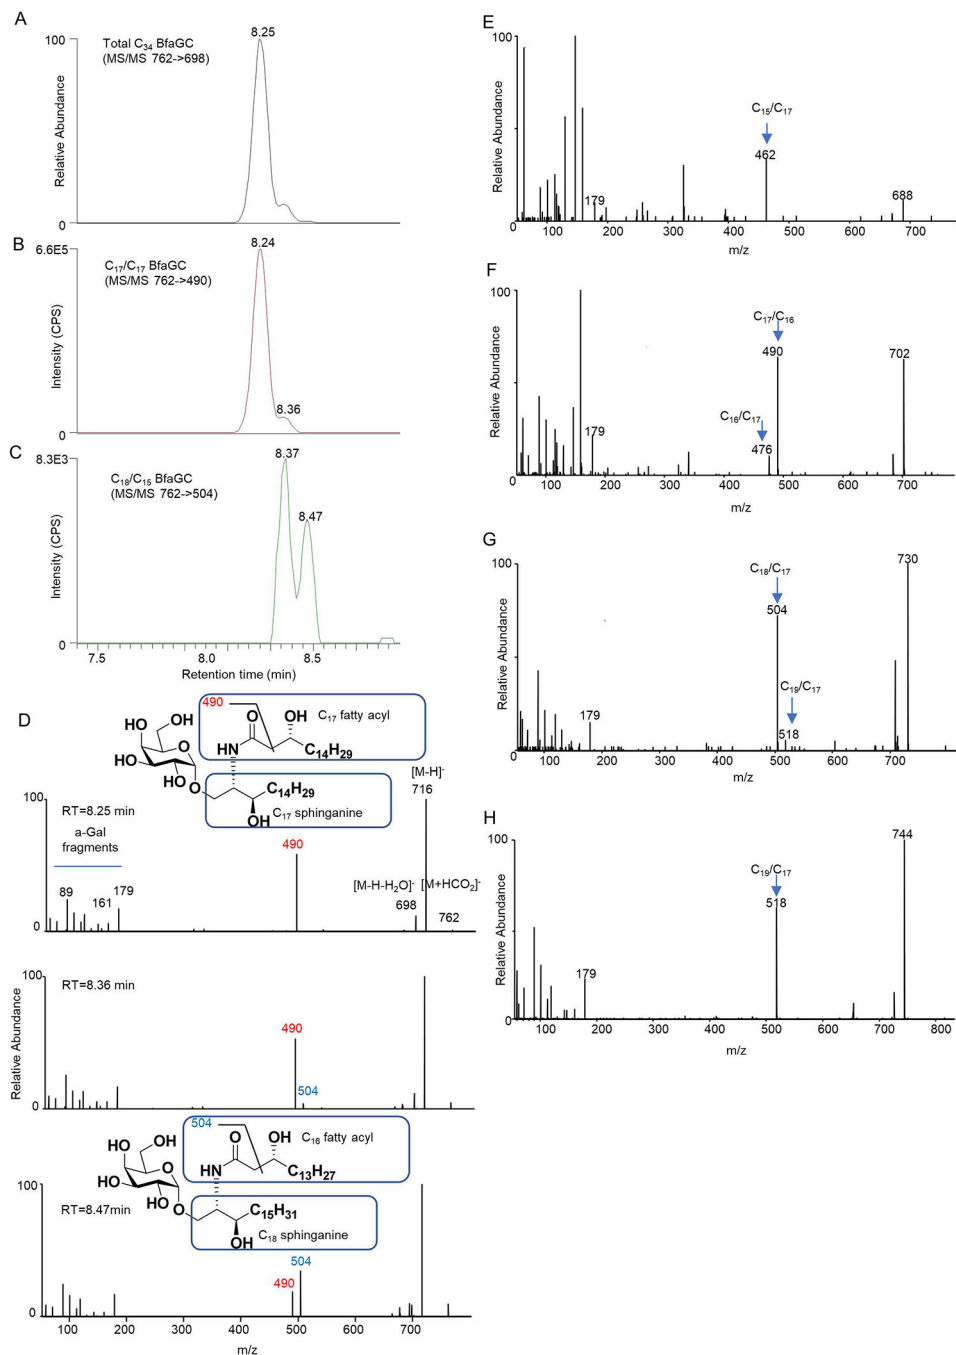 A
100
8.25
Total C34 BfaGC
(MS/MS 762->698)
Relative Abundance
0
B
6.6E5
8.24
C17/C17 BfaGC
(MS/MS 762->490)
Intensity (CPS)
8.36
0
C
8.3E3
8.37
C18/C15 BfaGC
(MS/MS 762->504)
8.47
Intensity (CPS)
0
7.5
8.0
8.5
Retention time (min)
D
490
OH
O
C17 fatty acyl
HO
OH
O
HN
C14H29
HO
HO
O
C14H29
OH
C17 sphinganine
[M-H]-
716
100
RT=8.25 min
a-Gal
fragments
490
89
161
179
[M-H-H2O]-
[M+HCO2]-
698
762
0
100
RT=8.36 min
Relative Abundance
490
504
0
504
O
OH
C16 fatty acyl
HO
OH
O
HN
C13H27
HO
HO
O
C15H31
OH
C18 sphinganine
100
RT=8.47min
504
490
0
100
200
300
400
500
600
700
m/z
E
100
Relative Abundance
C15/C17
462
179
688
0
0
100
200
300
400
500
600
700
m/z
F
100
Relative Abundance
C17/C16
490
702
C16/C17
476
179
0
0
100
200
300
400
500
600
700
m/z
G
100
Relative Abundance
C18/C17
504
730
C19/C17
518
179
0
100
200
300
400
500
600
700
m/z
H
100
Relative Abundance
C19/C17
518
744
179
0
100
200
300
400
500
600
700
800
m/z